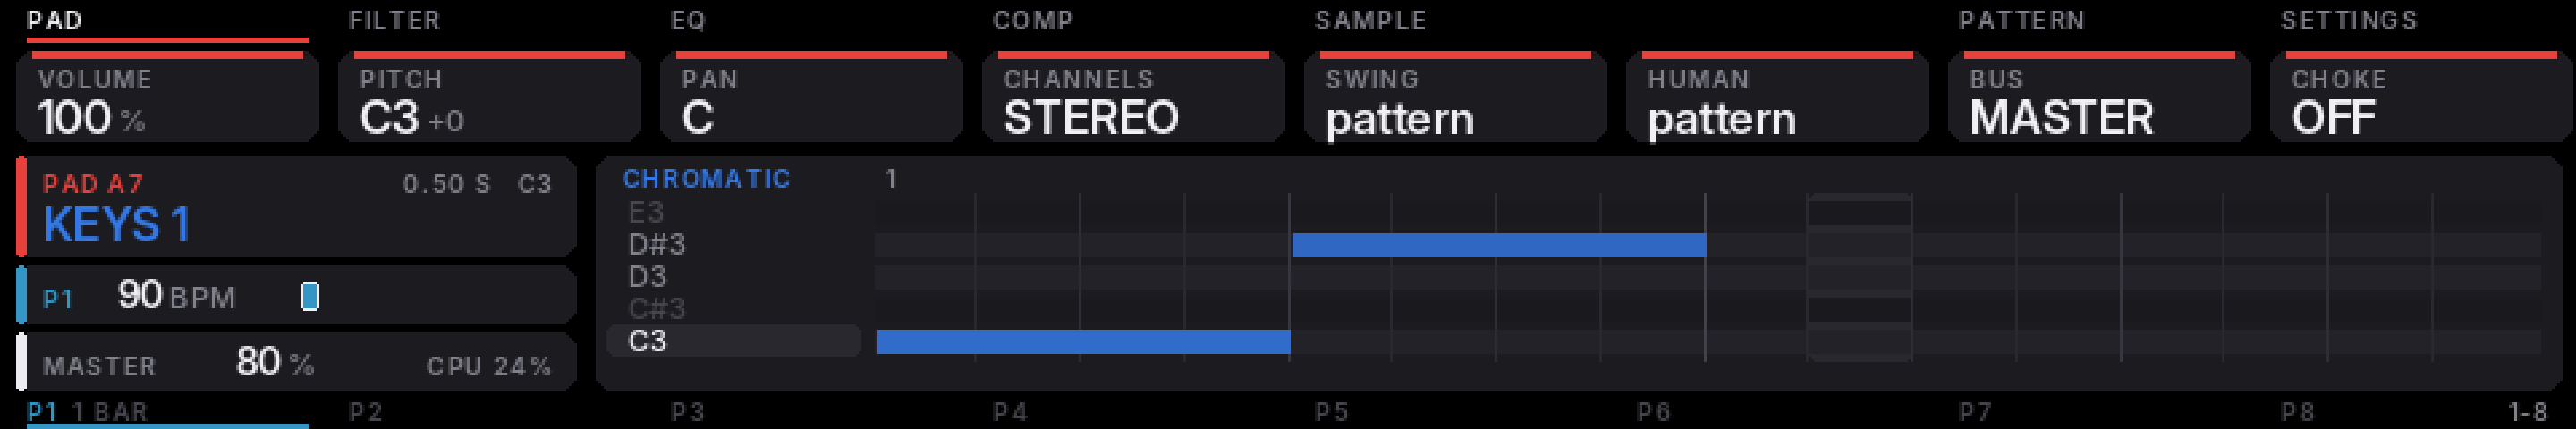 PAD FILTER EQ COMP SAMPLE PATTERN SETTINGS
VOLUME PITCH PAN CHANNELS SWING HUMAN BUS CHOKE
100 % C3 +0 C STEREO pattern pattern MASTER OFF
PAD A7 0.50 S C3
KEYS 1
P1 90 BPM
MASTER 80 % CPU 24%
CHROMATIC 1
E3
D#3
D3
C#3
C3
P1 1 BAR P2 P3 P4 P5 P6 P7 P8 1-8